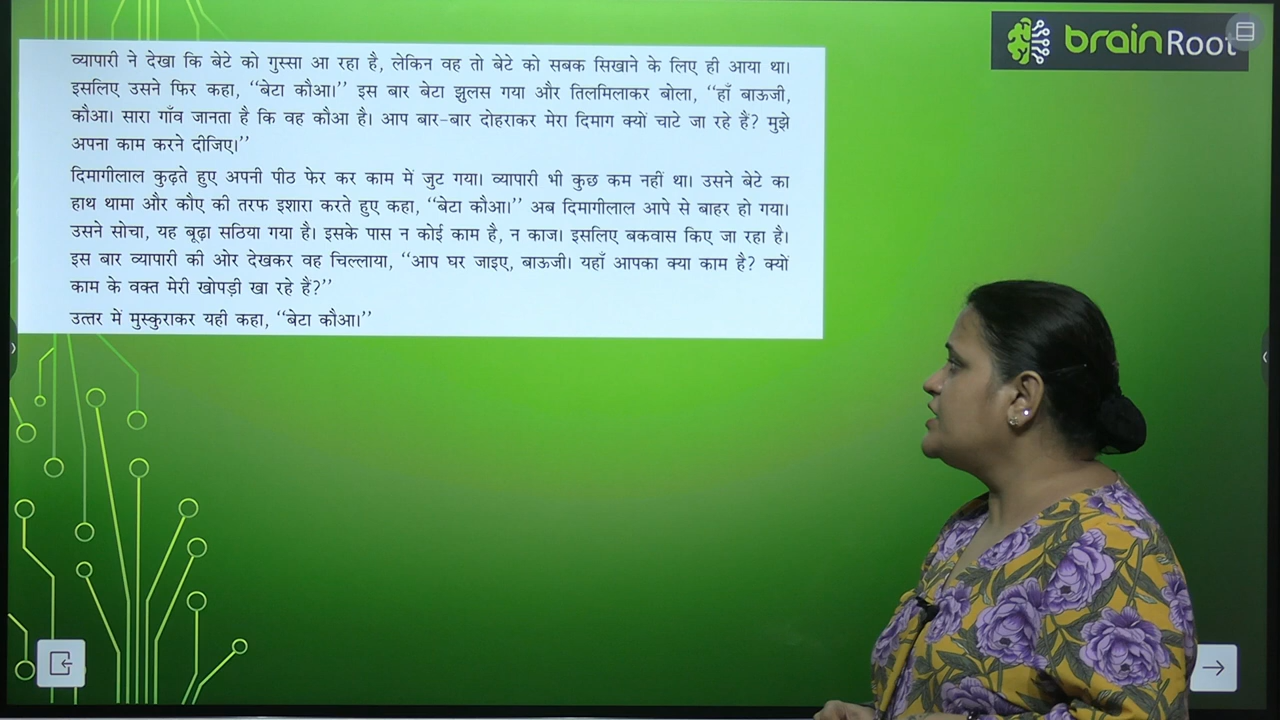 brainRoot
व्यापारी ने देखा कि बेटे को गुस्सा आ रहा है, लेकिन वह तो बेटे को सबक सिखाने के लिए ही आया था।
इसलिए उसने फिर कहा, ‘‘बेटा कौआ।’’ इस बार बेटा झुलस गया और तिलमिलाकर बोला, ‘‘हाँ बाऊजी,
कौआ। सारा गाँव जानता है कि वह कौआ है। आप बार-बार दोहराकर मेरा दिमाग क्यों चाटे जा रहे हैं? मुझे
अपना काम करने दीजिए।’’
दिमागीलाल कुढ़ते हुए अपनी पीठ फेर कर काम में जुट गया। व्यापारी भी कुछ कम नहीं था। उसने बेटे का
हाथ थामा और कौए की तरफ इशारा करते हुए कहा, ‘‘बेटा कौआ।’’ अब दिमागीलाल आपे से बाहर हो गया।
उसने सोचा, यह बूढ़ा सठिया गया है। इसके पास न कोई काम है, न काज। इसलिए बकवास किए जा रहा है।
इस बार व्यापारी की ओर देखकर वह चिल्लाया, ‘‘आप घर जाइए, बाऊजी। यहाँ आपका क्या काम है? क्यों
काम के वक्त मेरी खोपड़ी खा रहे हैं?’’
उत्तर में मुस्कुराकर यही कहा, ‘‘बेटा कौआ।’’